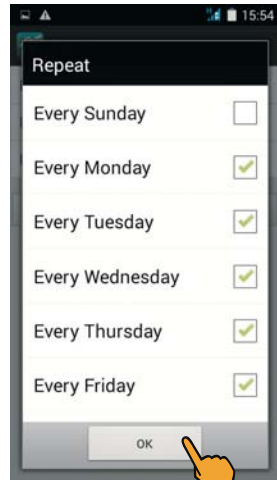 15:54
Repeat
Every Sunday
Every Monday
Every Tuesday
Every Wednesday
Every Thursday
Every Friday
OK